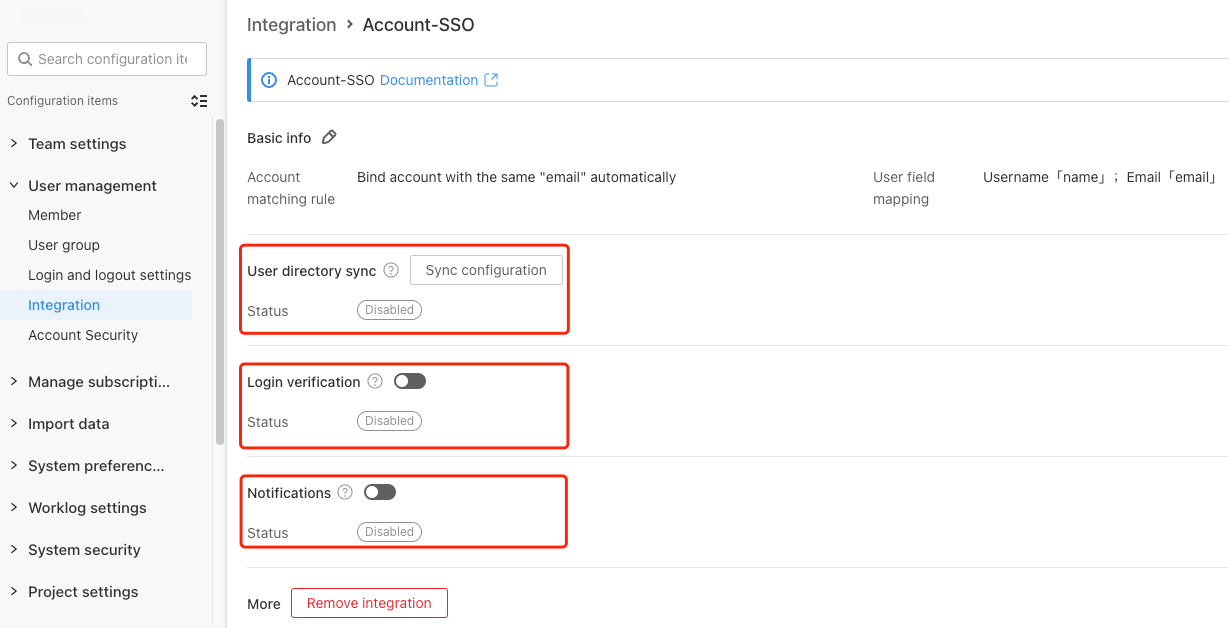 Integration > Account-SSO
Search configuration ite
Configuration items
Team settings
User management
Member
User group
Login and logout settings
Integration
Account Security
Manage subscripti...
Import data
System preferenc...
Worklog settings
System security
Project settings
Account-SSO Documentation
Basic info
Account matching rule
Bind account with the same "email" automatically
User field mapping
Username「name」; Email「email」
User directory sync ? Sync configuration
Status Disabled
Login verification ?
Status Disabled
Notifications ?
Status Disabled
More Remove integration